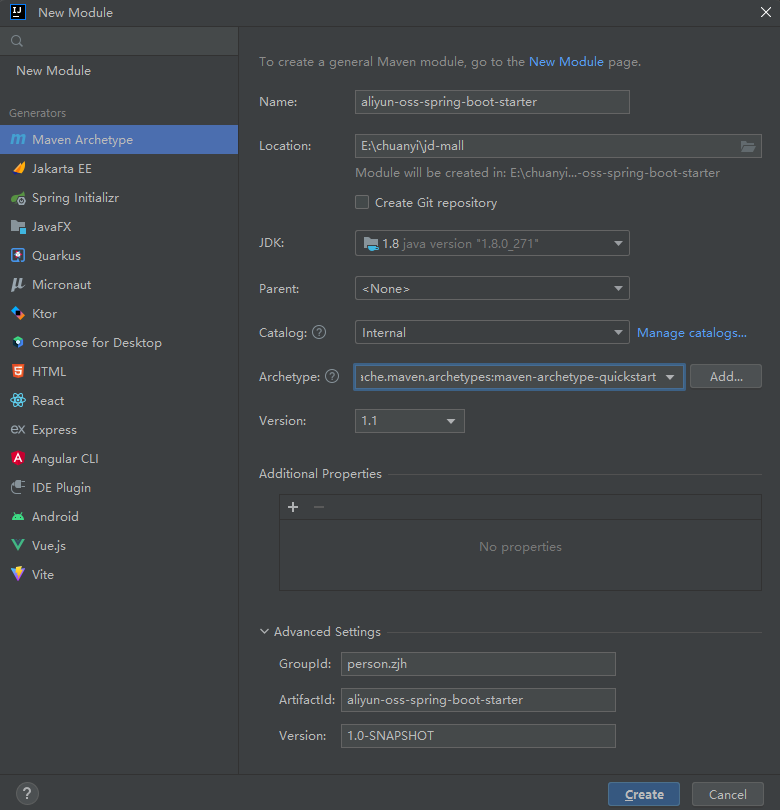 New Module
New Module
Generators
Maven Archetype
Jakarta EE
Spring Initializr
JavaFX
Quarkus
Micronaut
Ktor
Compose for Desktop
HTML
React
Express
Angular CLI
IDE Plugin
Android
Vue.js
Vite
To create a general Maven module, go to the New Module page.
Name: aliyun-oss-spring-boot-starter
Location: E:\chuanyi\jd-mall
Module will be created in: E:\chuanyi...-oss-spring-boot-starter
Create Git repository
JDK: 1.8 java version "1.8.0_271"
Parent: <None>
Catalog: ? Internal Manage catalogs...
Archetype: ? ache.maven.archetypes:maven-archetype-quickstart Add...
Version: 1.1
Additional Properties
No properties
Advanced Settings
GroupId: person.zjh
ArtifactId: aliyun-oss-spring-boot-starter
Version: 1.0-SNAPSHOT
? Create Cancel